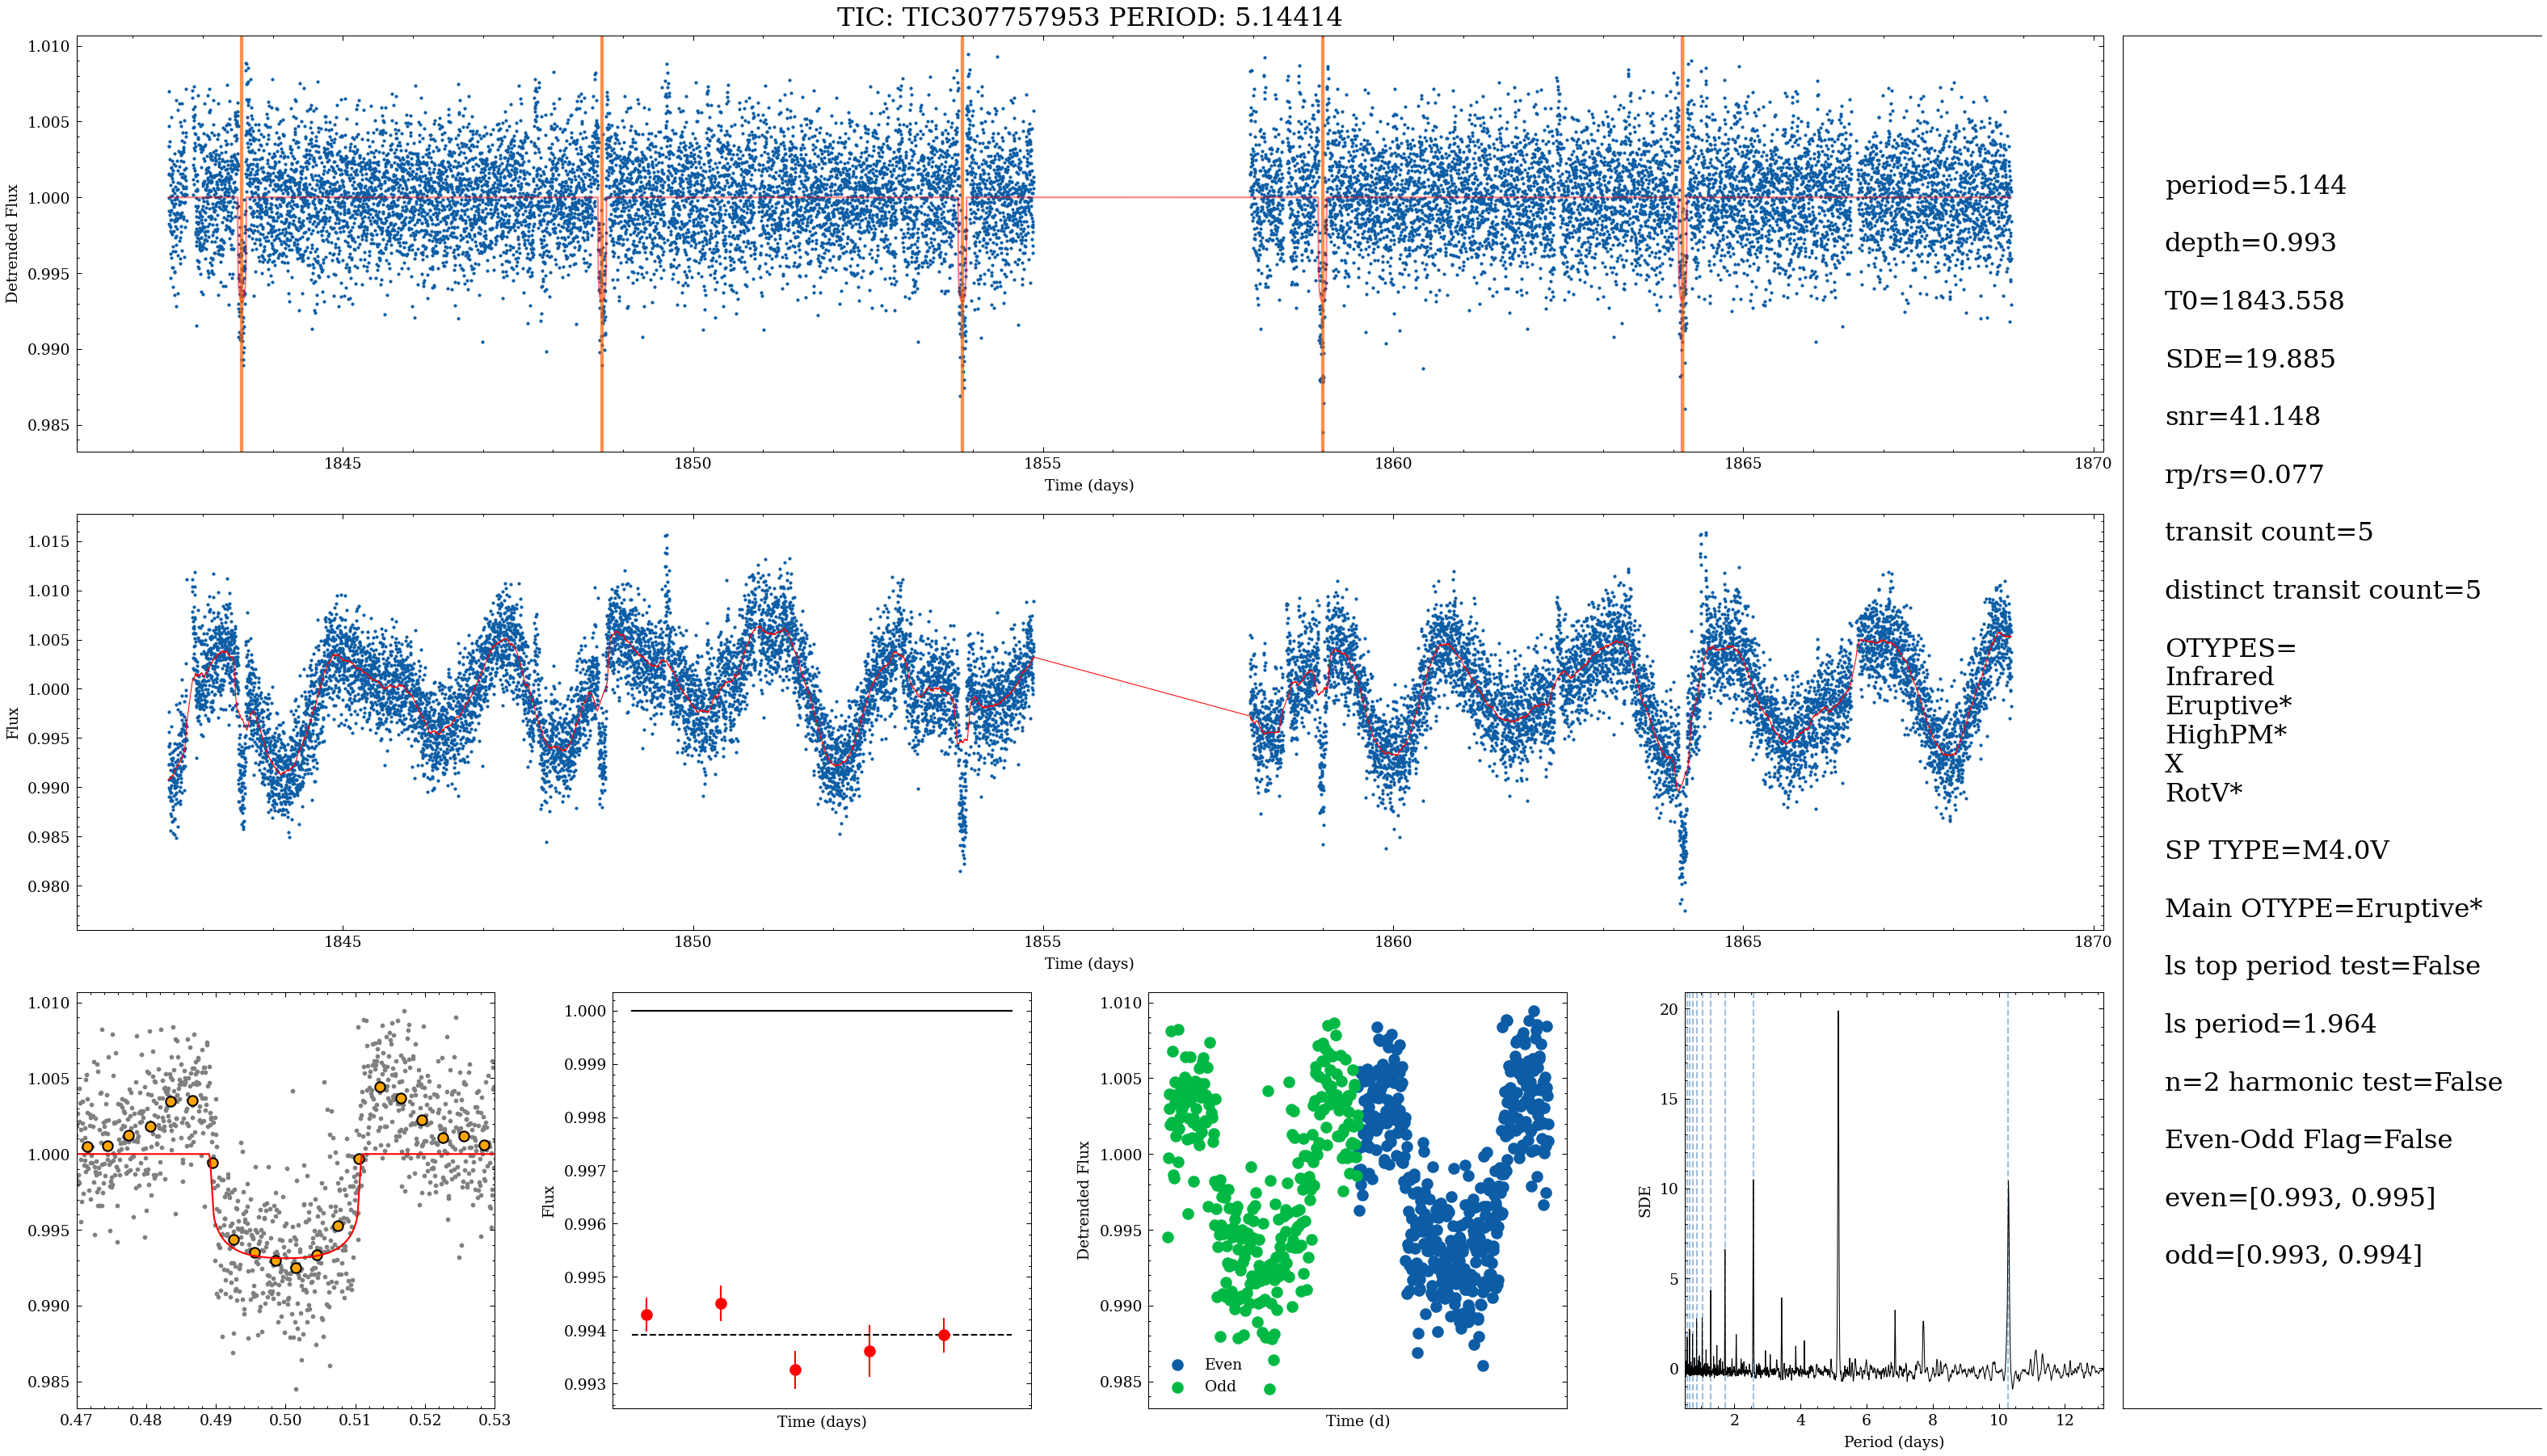 TIC: TIC307757953 PERIOD: 5.14414
1.010
1.005
1.000
0.995
0.990
0.985
Detrended Flux
1845
1850
1855
1860
1865
1870
Time (days)
1.015
1.010
1.005
1.000
0.995
0.990
0.985
0.980
Flux
1845
1850
1855
1860
1865
1870
Time (days)
1.010
1.005
1.000
0.995
0.990
0.985
0.47
0.48
0.49
0.50
0.51
0.52
0.53
1.000
0.999
0.998
0.997
0.996
0.995
0.994
0.993
Flux
Time (days)
1.010
1.005
1.000
0.995
0.990
0.985
Detrended Flux
Even
Odd
Time (d)
20
15
10
5
0
SDE
2
4
6
8
10
12
Period (days)
period=5.144
depth=0.993
T0=1843.558
SDE=19.885
snr=41.148
rp/rs=0.077
transit count=5
distinct transit count=5
OTYPES=
Infrared
Eruptive*
HighPM*
X
RotV*
SP TYPE=M4.0V
Main OTYPE=Eruptive*
ls top period test=False
ls period=1.964
n=2 harmonic test=False
Even-Odd Flag=False
even=[0.993, 0.995]
odd=[0.993, 0.994]